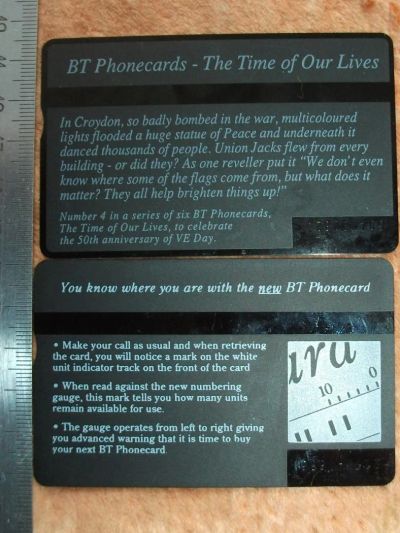 BT Phonecards - The Time of Our Lives
In Croydon, so badly bombed in the war, multicoloured
lights flooded a huge statue of Peace and underneath it
danced thousands of people. Union Jacks flew from every
building - or did they? As one reveller put it "We don't even
know where some of the flags come from, but what does it
matter? They all help brighten things up!"
Number 4 in a series of six BT Phonecards,
The Time of Our Lives, to celebrate
the 50th anniversary of VE Day.
You know where you are with the new BT Phonecard
• Make your call as usual and when retrieving
the card, you will notice a mark on the white
unit indicator track on the front of the card
• When read against the new numbering
gauge, this mark tells you how many units
remain available for use.
• The gauge operates from left to right giving
you advanced warning that it is time to buy
your next BT Phonecard
10 0